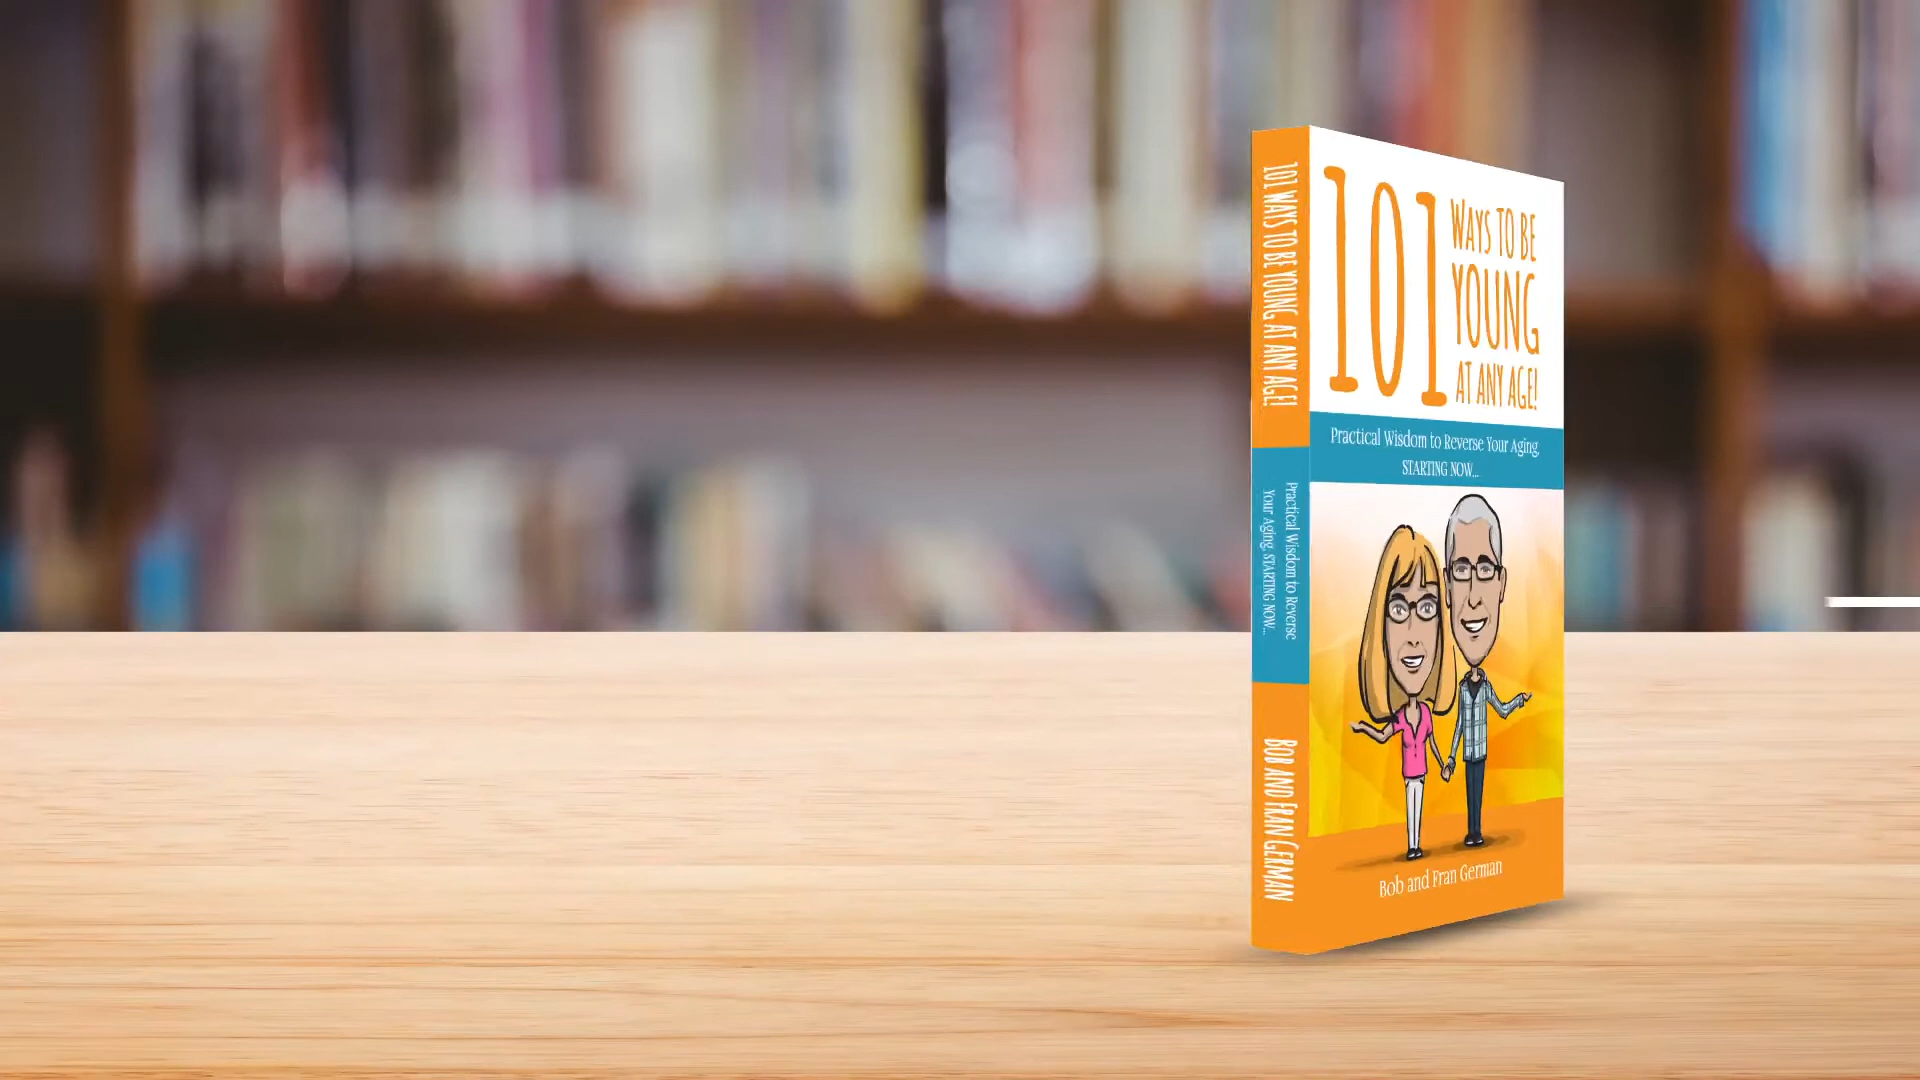 101 WAYS TO BE YOUNG AT ANY AGE!
Practical Wisdom to Reverse
Your Aging, STARTING NOW...
BOB AND FRAN GERMAN
101
WAYS TO BE
YOUNG
AT ANY AGE!
Practical Wisdom to Reverse Your Aging,
STARTING NOW...
Bob and Fran German